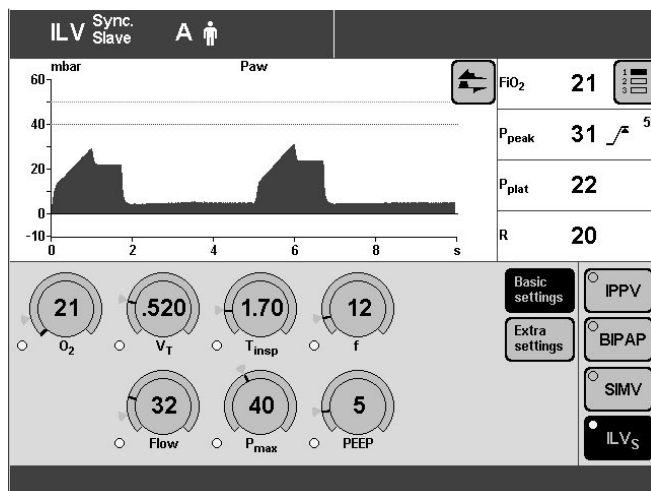 ILV Sync. Slave A
mbar Paw
60
40
20
0
-10
0 2 4 6 8 s
FiO2 21
1
2
3
Ppeak 31 5
Pplat 22
R 20
21 .520 1.70 12
O2 VT Tinsp f
32 40 5
Flow Pmax PEEP
Basic settings
Extra settings
IPPV
BIPAP
SIMV
ILVS